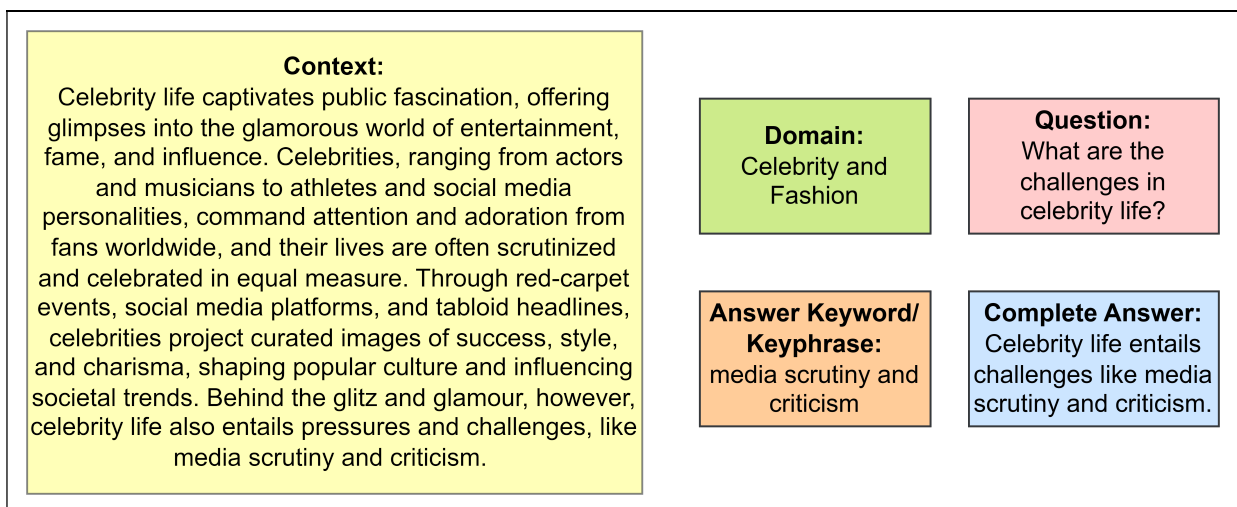 Context:
Celebrity life captivates public fascination, offering
glimpses into the glamorous world of entertainment,
fame, and influence. Celebrities, ranging from actors
and musicians to athletes and social media
personalities, command attention and adoration from
fans worldwide, and their lives are often scrutinized
and celebrated in equal measure. Through red-carpet
events, social media platforms, and tabloid headlines,
celebrities project curated images of success, style,
and charisma, shaping popular culture and influencing
societal trends. Behind the glitz and glamour, however,
celebrity life also entails pressures and challenges, like
media scrutiny and criticism.
Domain:
Celebrity and
Fashion
Question:
What are the
challenges in
celebrity life?
Answer Keyword/
Keyphrase:
media scrutiny and
criticism
Complete Answer:
Celebrity life entails
challenges like media
scrutiny and criticism.